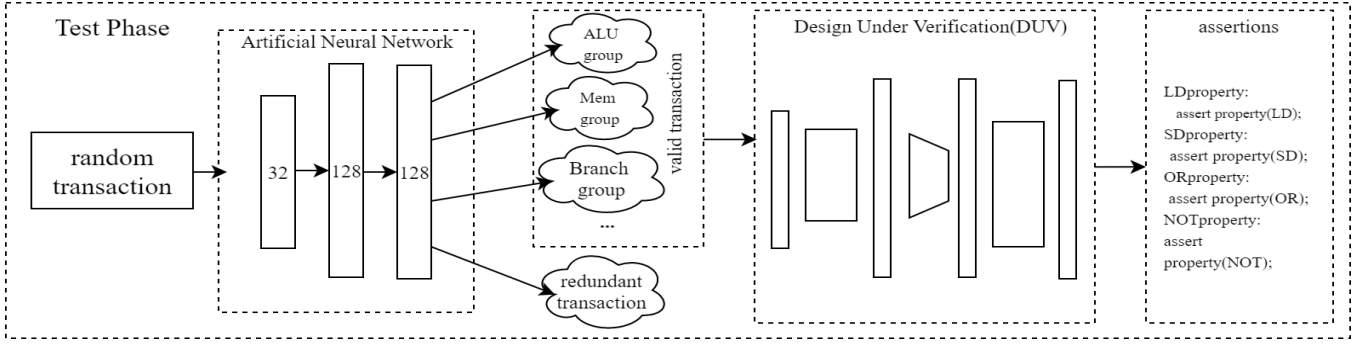 Test Phase
random
transaction
Artificial Neural Network
32
128
128
ALU
group
Mem
group
Branch
group
...
redundant
transaction
valid transaction
Design Under Verification(DUV)
assertions
LDproperty:
assert property(LD);
SDproperty:
assert property(SD);
ORproperty:
assert property(OR);
NOTproperty:
assert
property(NOT);